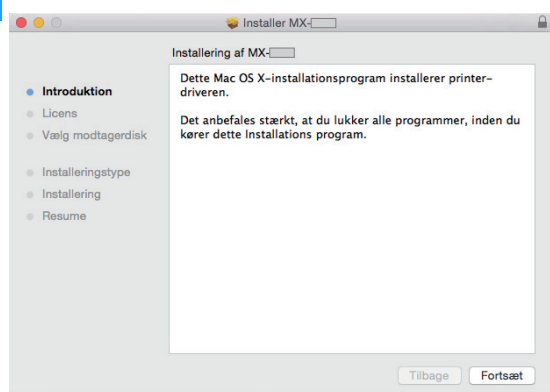 Installer MX-
Installering af MX-
Introduktion
Licens
Vælg modtagerdisk
Installeringstype
Installering
Resume
Dette Mac OS X-installationsprogram installerer printer-
driveren.
Det anbefales stærkt, at du lukker alle programmer, inden du
kører dette Installations program.
Tilbage
Fortsæt